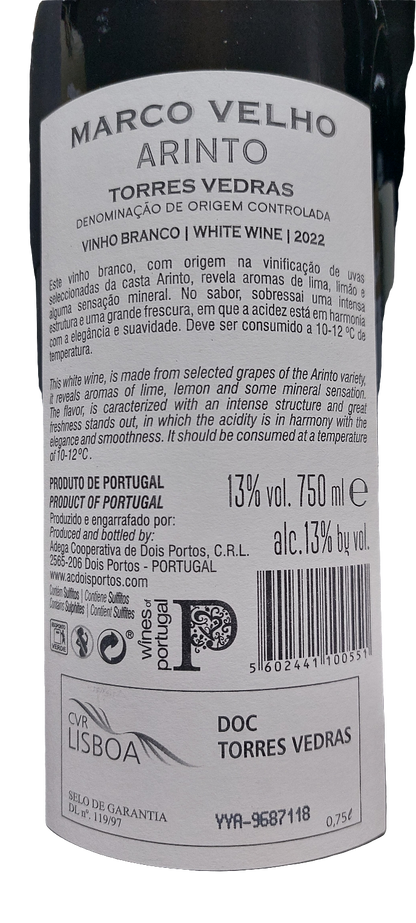 MARCO VELHO
ARINTO
TORRES VEDRAS
DENOMINAÇÃO DE ORIGEM CONTROLADA
VINHO BRANCO | WHITE WINE | 2022
Este vinho branco, com origem na vinificação de uvas
seleccionadas da casta Arinto, revela aromas de lima, limão e
alguma sensação mineral. No sabor, sobressai uma intensa
estrutura e uma grande frescura, em que a acidez está em harmonia
com a elegância e suavidade. Deve ser consumido a 10-12 ºC de
temperatura.
This white wine, is made from selected grapes of the Arinto variety,
it reveals aromas of lime, lemon and some mineral sensation.
The flavor, is caracterized with an intense structure and great
freshness stands out, in which the acidity is in harmony with the
elegance and smoothness. It should be consumed at a temperature
of 10-12ºC.
PRODUTO DE PORTUGAL
PRODUCT OF PORTUGAL
Produzido e engarrafado por:
Produced and bottled by:
Adega Cooperativa de Dois Portos, C.R.L.
2565-206 Dois Portos - PORTUGAL
www.acdoisportos.com
Contém Sulfitos | Contiene Sulfitos
Contains Sulphites | Contient Sulfites
13% vol. 750 ml e
alc.13% by vol.
wines of
portugal
P
5 602441 100551
CVR
LISBOA
DOC
TORRES VEDRAS
SELO DE GARANTIA
DL nº. 119/97
YYA-9687118
0,75ℓ